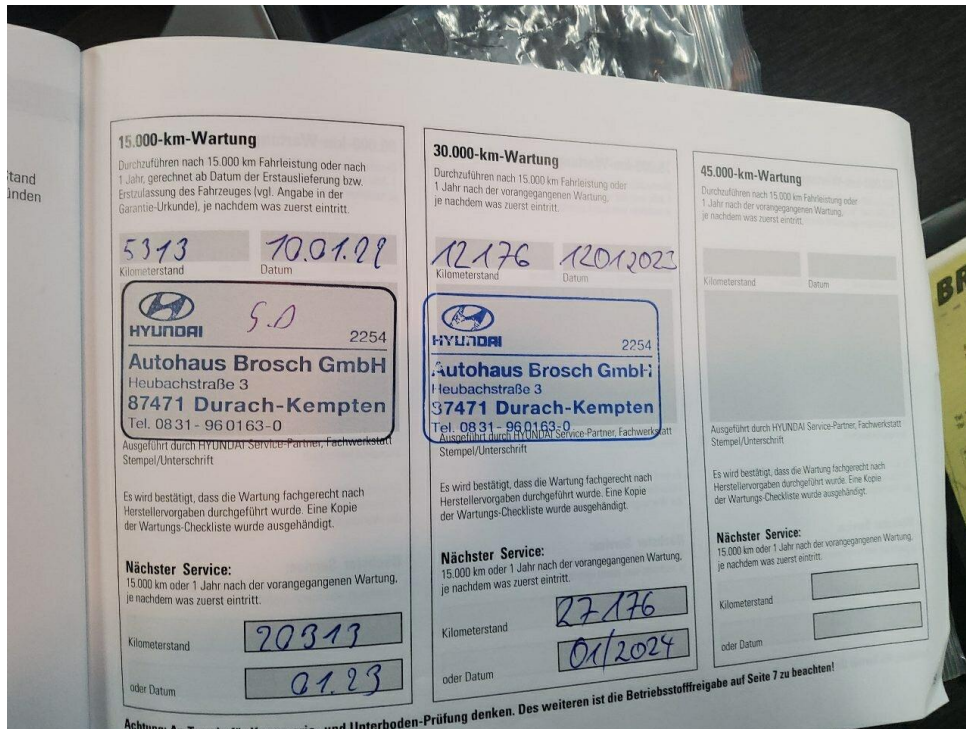 Stand
ünden
15.000-km-Wartung
Durchzuführen nach 15.000 km Fahrleistung oder nach
1 Jahr, gerechnet ab Datum der Erstauslieferung bzw.
Erstzulassung des Fahrzeuges (vgl. Angabe in der
Garantie-Urkunde), je nachdem was zuerst eintritt.
5313 10.01.22
Kilometerstand Datum
HYUNDAI
2254
Autohaus Brosch GmbH
Heubachstraße 3
87471 Durach-Kempten
Tel. 0831-960163-0
Ausgeführt durch HYUNDAI Service-Partner, Fachwerkstatt
Stempel/Unterschrift
Es wird bestätigt, dass die Wartung fachgerecht nach
Herstellervorgaben durchgeführt wurde. Eine Kopie
der Wartungs-Checkliste wurde ausgehändigt.
Nächster Service:
15.000 km oder 1 Jahr nach der vorangegangenen Wartung,
je nachdem was zuerst eintritt.
Kilometerstand 20313
oder Datum 01.23
30.000-km-Wartung
Durchzuführen nach 15.000 km Fahrleistung oder
1 Jahr nach der vorangegangenen Wartung,
je nachdem was zuerst eintritt.
12176 12012023
Kilometerstand Datum
HYUNDAI
2254
Autohaus Brosch GmbH
Heubachstraße 3
87471 Durach-Kempten
Tel. 0831-960163-0
Ausgeführt durch HYUNDAI Service-Partner, Fachwerkstatt
Stempel/Unterschrift
Es wird bestätigt, dass die Wartung fachgerecht nach
Herstellervorgaben durchgeführt wurde. Eine Kopie
der Wartungs-Checkliste wurde ausgehändigt.
Nächster Service:
15.000 km oder 1 Jahr nach der vorangegangenen Wartung,
je nachdem was zuerst eintritt.
Kilometerstand 27176
oder Datum 01/2024
45.000-km-Wartung
Durchzuführen nach 15.000 km Fahrleistung oder
1 Jahr nach der vorangegangenen Wartung,
je nachdem was zuerst eintritt.
Kilometerstand Datum
Ausgeführt durch HYUNDAI Service-Partner, Fachwerkstatt
Stempel/Unterschrift
Es wird bestätigt, dass die Wartung fachgerecht nach
Herstellervorgaben durchgeführt wurde. Eine Kopie
der Wartungs-Checkliste wurde ausgehändigt.
Nächster Service:
15.000 km oder 1 Jahr nach der vorangegangenen Wartung,
je nachdem was zuerst eintritt.
Kilometerstand
oder Datum
und Unterboden-Prüfung denken. Des weiteren ist die Betriebsstofffreigabe auf Seite 7 zu beachten!
BR